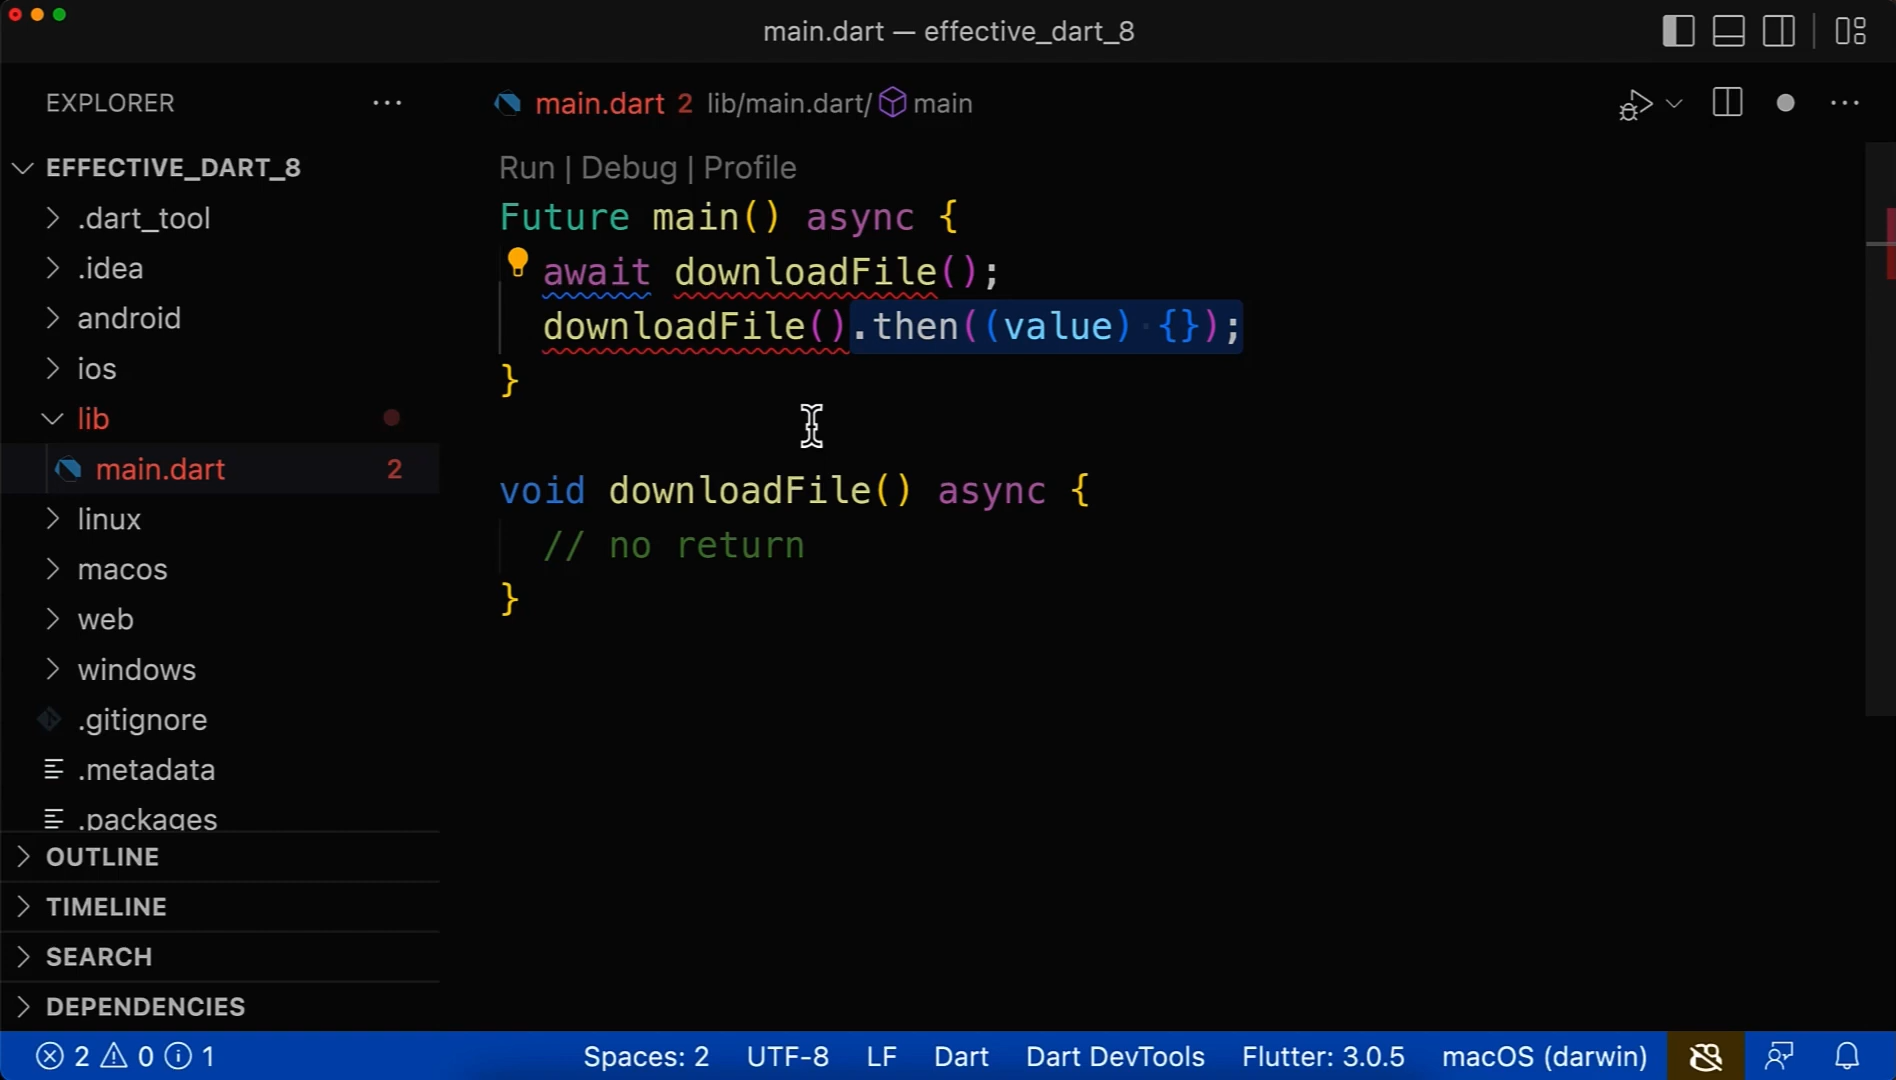 main.dart — effective_dart_8
EXPLORER
main.dart 2 lib/main.dart/ main
EFFECTIVE_DART_8
.dart_tool
.idea
android
ios
lib
main.dart 2
linux
macos
web
windows
.gitignore
.metadata
.packages
OUTLINE
TIMELINE
SEARCH
DEPENDENCIES
Run | Debug | Profile
Future main() async {
await downloadFile();
downloadFile().then((value) {});
}
void downloadFile() async {
// no return
}
2 0 1
Spaces: 2 UTF-8 LF Dart Dart DevTools Flutter: 3.0.5 macOS (darwin)